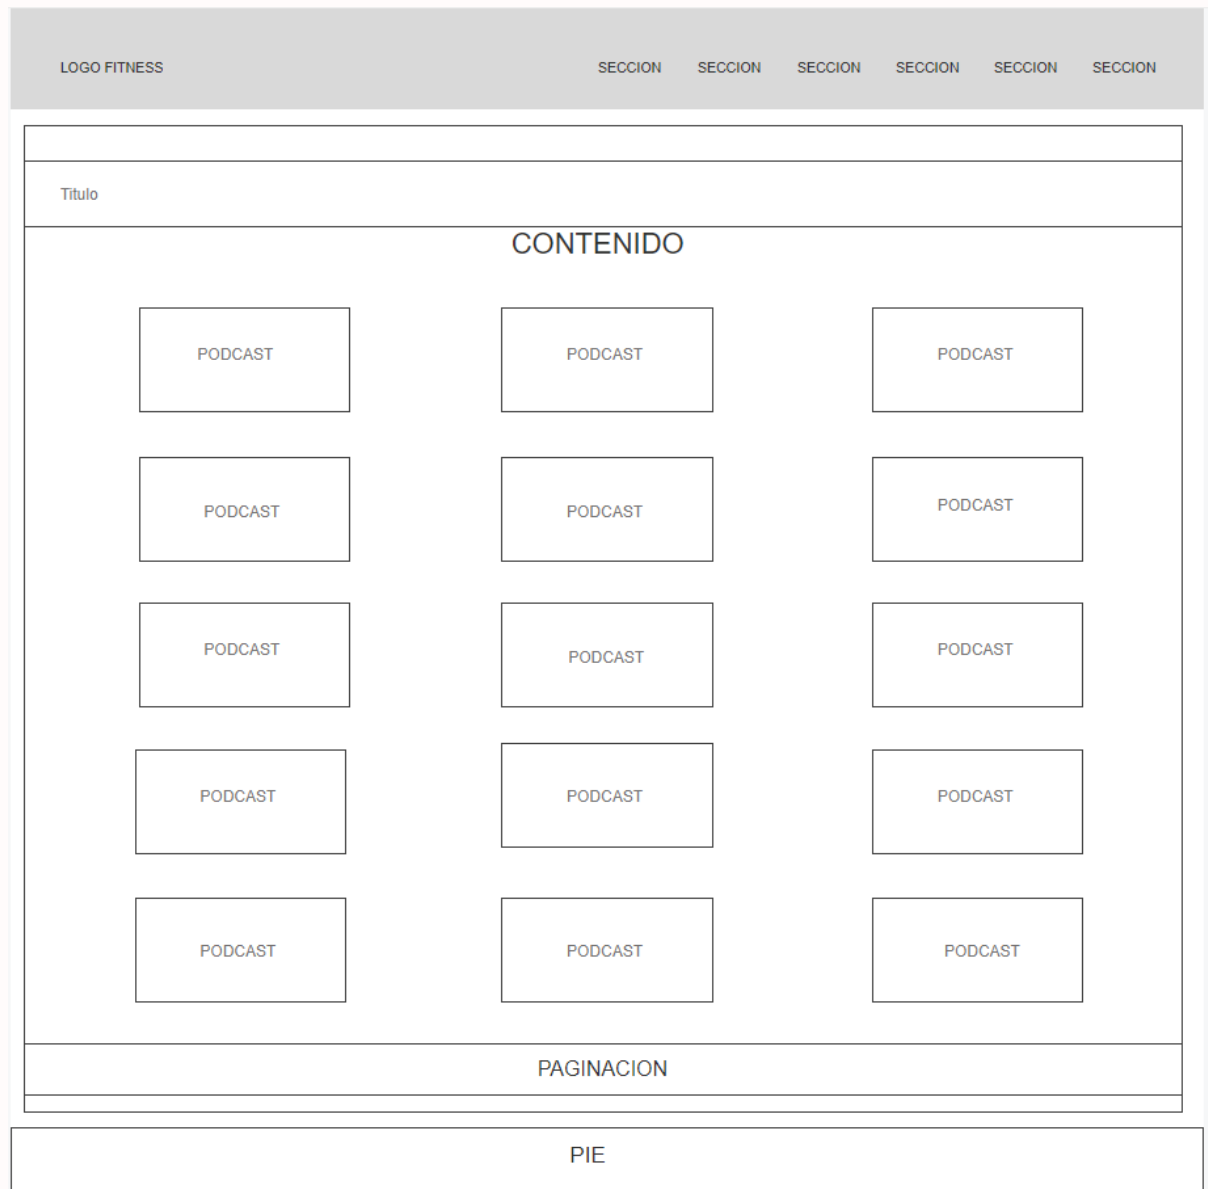 LOGO FITNESS SECCION SECCION SECCION SECCION SECCION SECCION
Titulo
CONTENIDO
PODCAST PODCAST PODCAST
PODCAST PODCAST PODCAST
PODCAST PODCAST PODCAST
PODCAST PODCAST PODCAST
PODCAST PODCAST PODCAST
PAGINACION
PIE